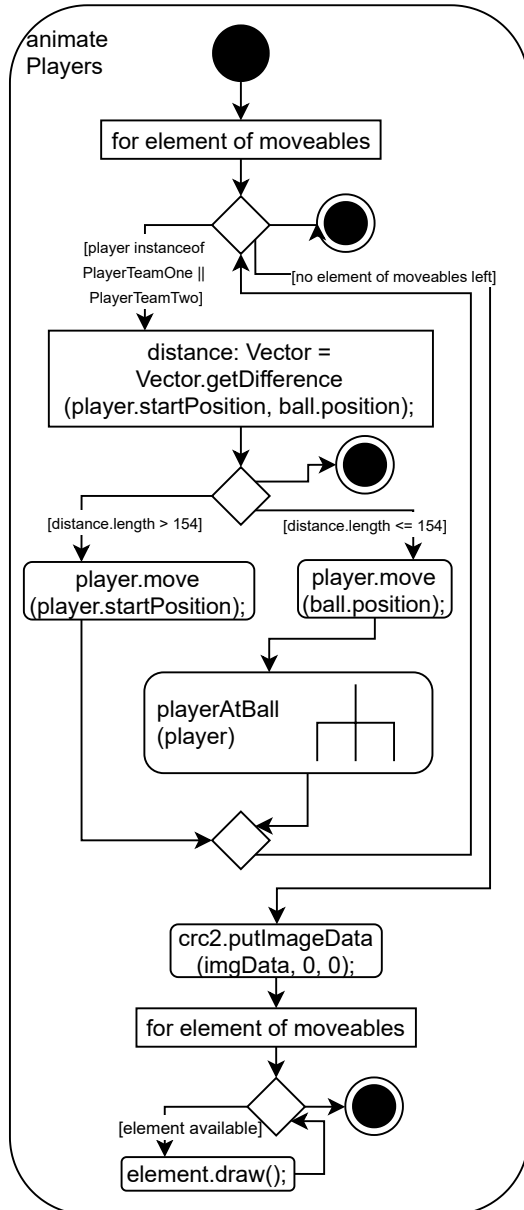 animate
Players
for element of moveables
[player instanceof
PlayerTeamOne ||
PlayerTeamTwo]
[no element of moveables left]
distance: Vector =
Vector.getDifference
(player.startPosition, ball.position);
[distance.length > 154]
[distance.length <= 154]
player.move
(player.startPosition);
player.move
(ball.position);
playerAtBall
(player)
crc2.putImageData
(imgData, 0, 0);
for element of moveables
[element available]
element.draw();